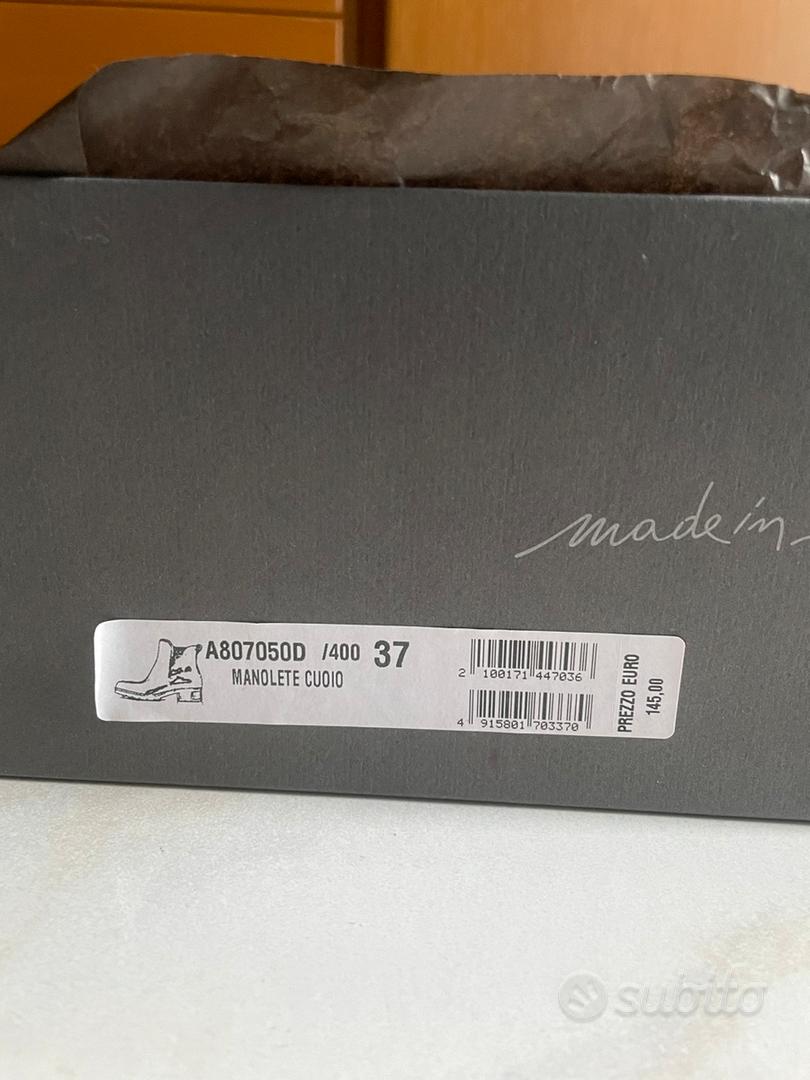 made in
A807050D /400 37
MANOLETE CUOIO
2 100171 447036
4 915801 703370
PREZZO EURO
145,00
subito